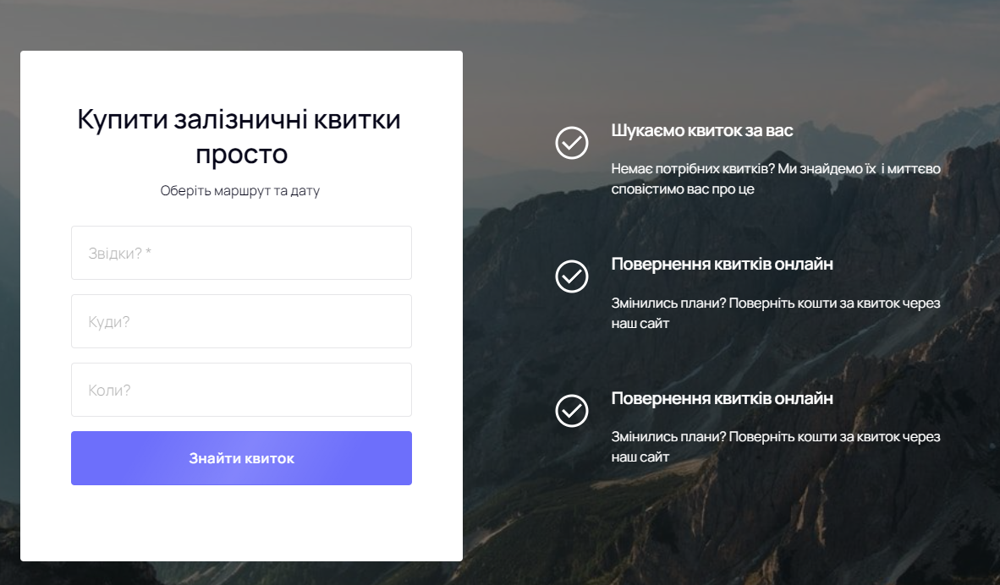 Купити залізничні квитки
просто
Оберіть маршрут та дату
Звідки? *
Куди?
Коли?
Знайти квиток
Шукаємо квиток за вас
Немає потрібних квитків? Ми знайдемо їх  і миттєво
сповістимо вас про це
Повернення квитків онлайн
Змінились плани? Поверніть кошти за квиток через
наш сайт
Повернення квитків онлайн
Змінились плани? Поверніть кошти за квиток через
наш сайт